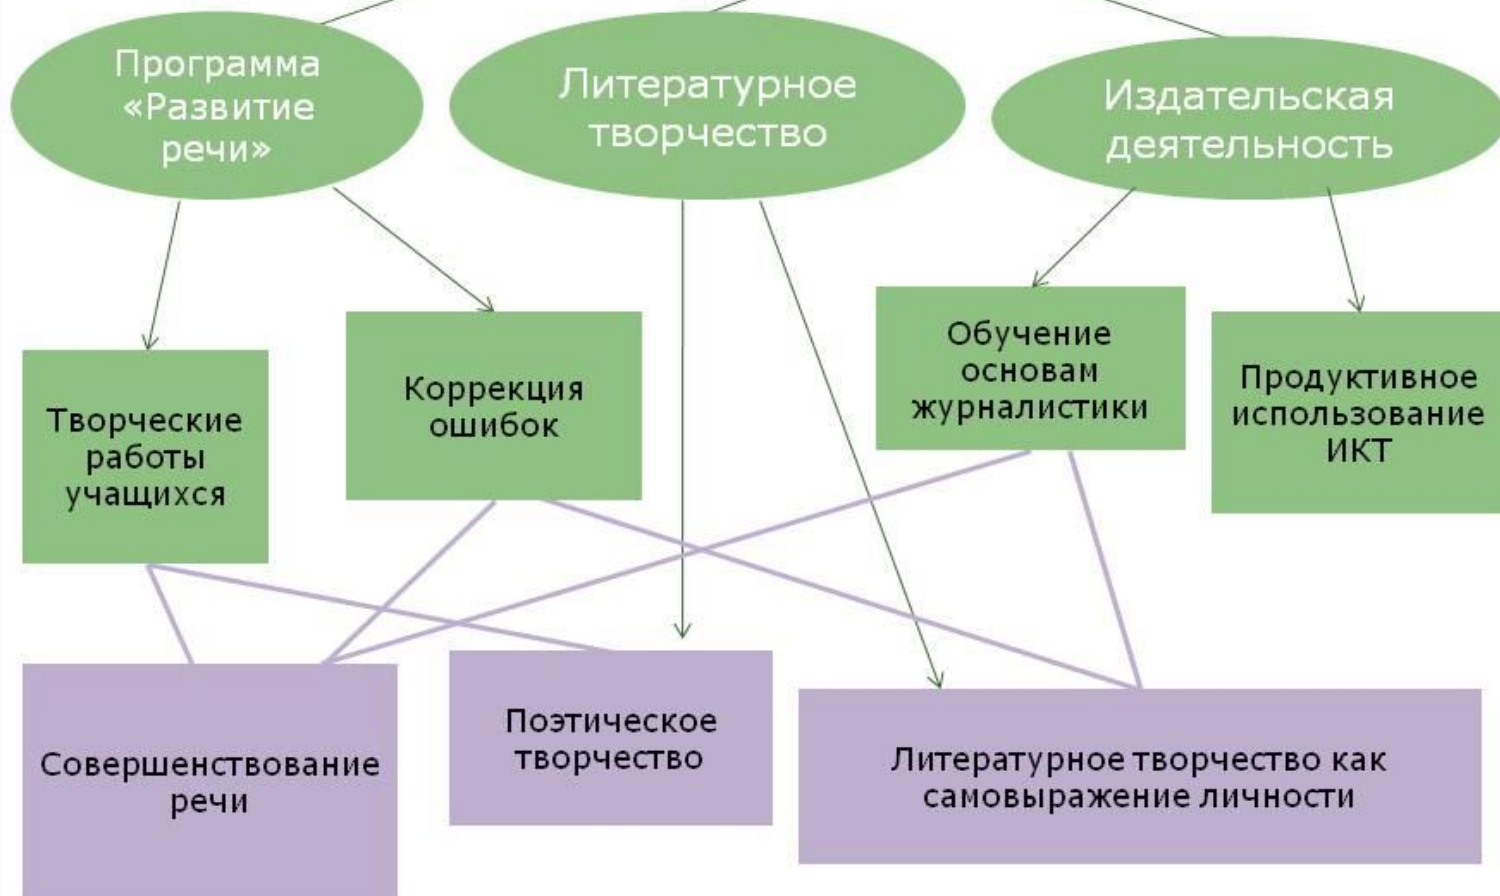 Программа
«Развитие
речи»
Литературное
творчество
Издательская
деятельность
Творческие
работы
учащихся
Коррекция
ошибок
Обучение
основам
журналистики
Продуктивное
использование
ИКТ
Совершенствование
речи
Поэтическое
творчество
Литературное творчество как
самовыражение личности